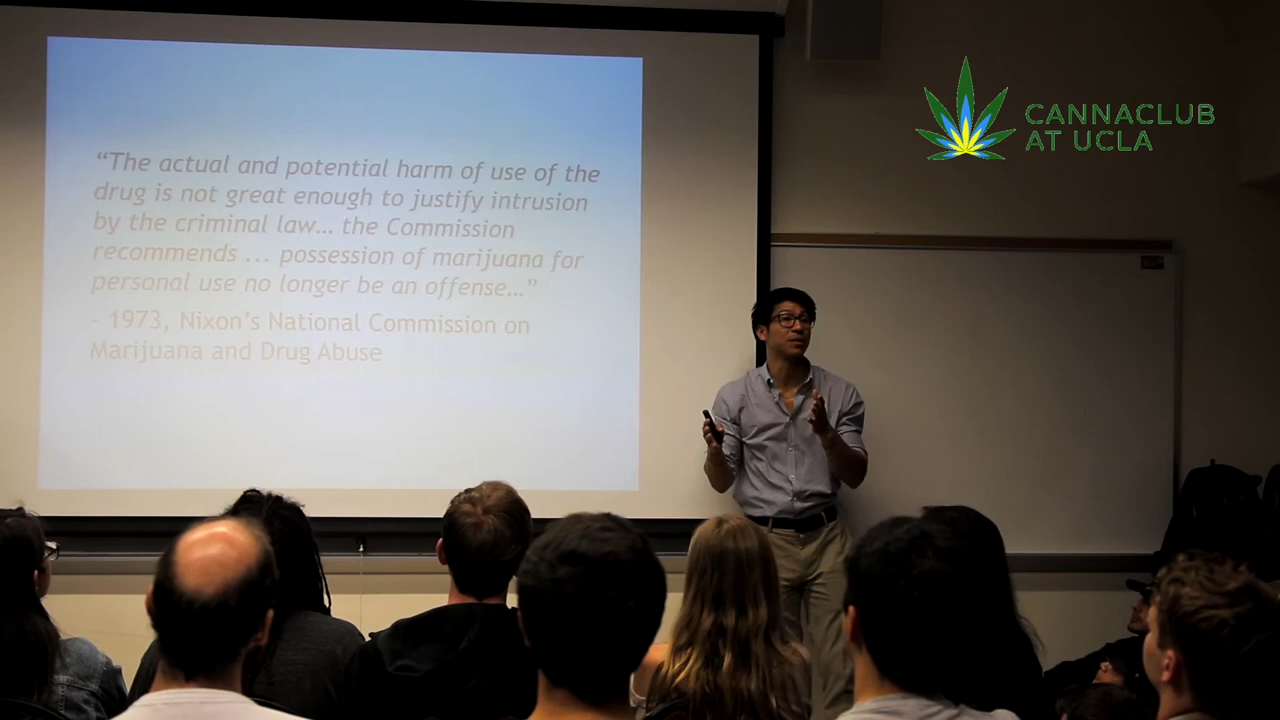 “The actual and potential harm of use of the
drug is not great enough to justify intrusion
by the criminal law… the Commission
recommends ... possession of marijuana for
personal use no longer be an offense…”
- 1973, Nixon’s National Commission on
Marijuana and Drug Abuse
CANNACLUB
AT UCLA